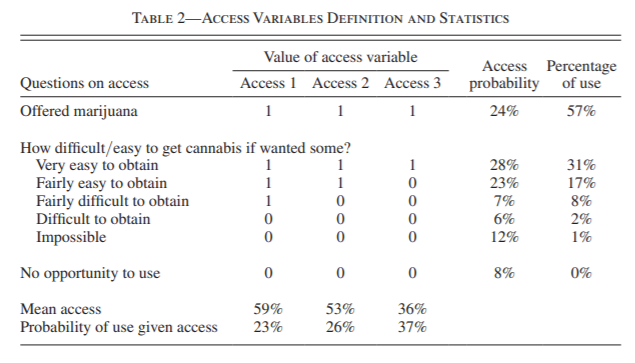 TABLE 2—ACCESS VARIABLES DEFINITION AND STATISTICS
Value of access variable
Access Percentage
Questions on access Access 1 Access 2 Access 3 probability of use
Offered marijuana 1 1 1 24% 57%
How difficult/easy to get cannabis if wanted some?
Very easy to obtain 1 1 1 28% 31%
Fairly easy to obtain 1 1 0 23% 17%
Fairly difficult to obtain 1 0 0 7% 8%
Difficult to obtain 0 0 0 6% 2%
Impossible 0 0 0 12% 1%
No opportunity to use 0 0 0 8% 0%
Mean access 59% 53% 36%
Probability of use given access 23% 26% 37%